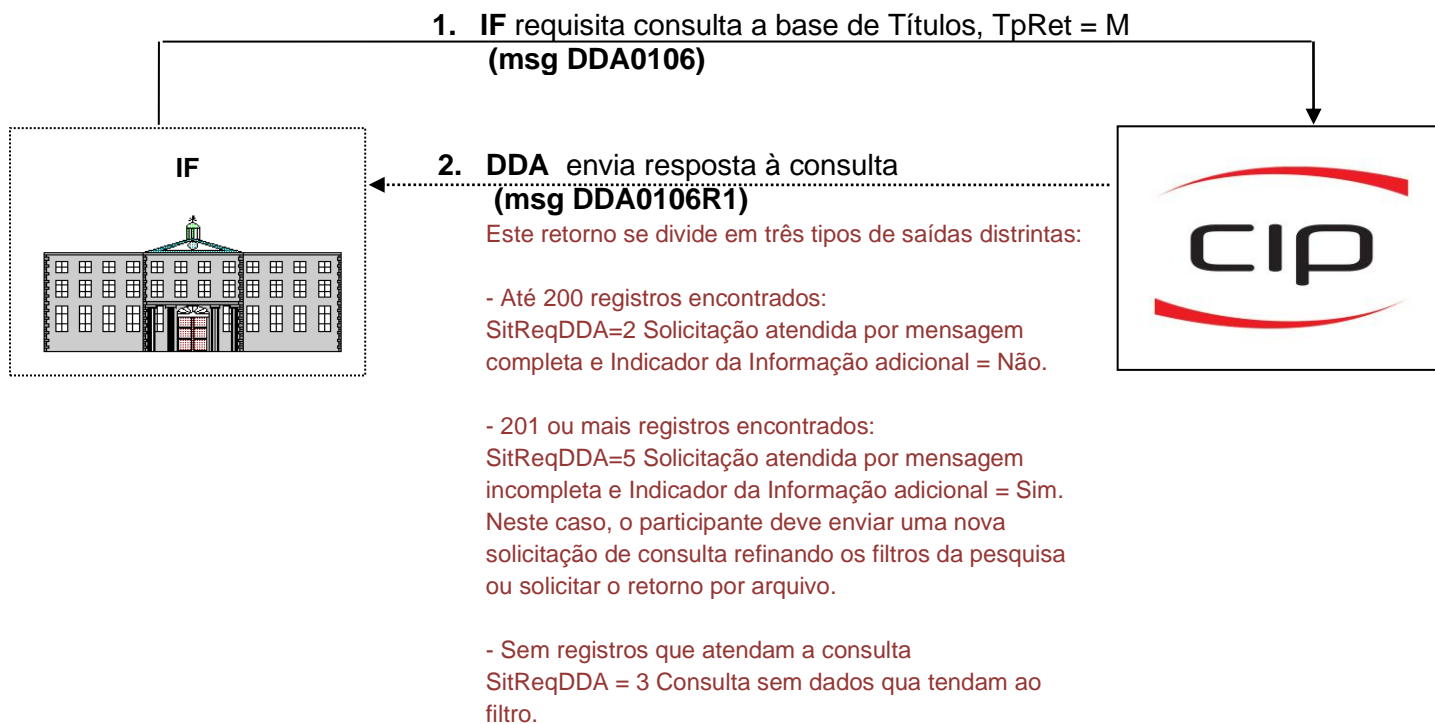 1. IF requisita consulta a base de Títulos, TpRet = M
(msg DDA0106)
IF
2. DDA envia resposta à consulta
(msg DDA0106R1)
Este retorno se divide em três tipos de saídas distrintas:
- Até 200 registros encontrados:
SitReqDDA=2 Solicitação atendida por mensagem
completa e Indicador da Informação adicional = Não.
- 201 ou mais registros encontrados:
SitReqDDA=5 Solicitação atendida por mensagem
incompleta e Indicador da Informação adicional = Sim.
Neste caso, o participante deve enviar uma nova
solicitação de consulta refinando os filtros da pesquisa
ou solicitar o retorno por arquivo.
- Sem registros que atendam a consulta
SitReqDDA = 3 Consulta sem dados qua tendam ao
filtro.
CIP